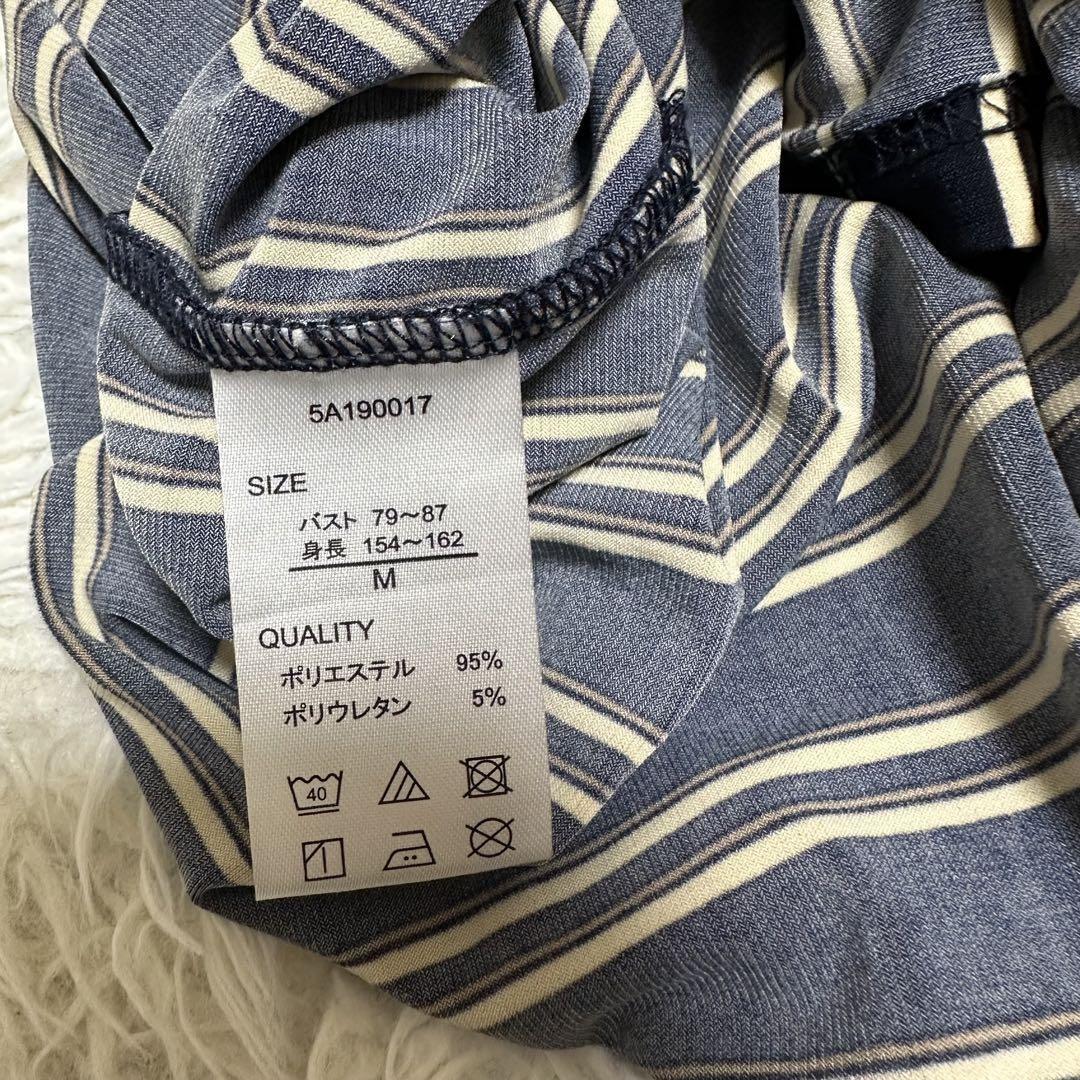 5A190017
SIZE
バスト 79～87
身長 154～162
M
QUALITY
ポリエステル 95%
ポリウレタン 5%
40